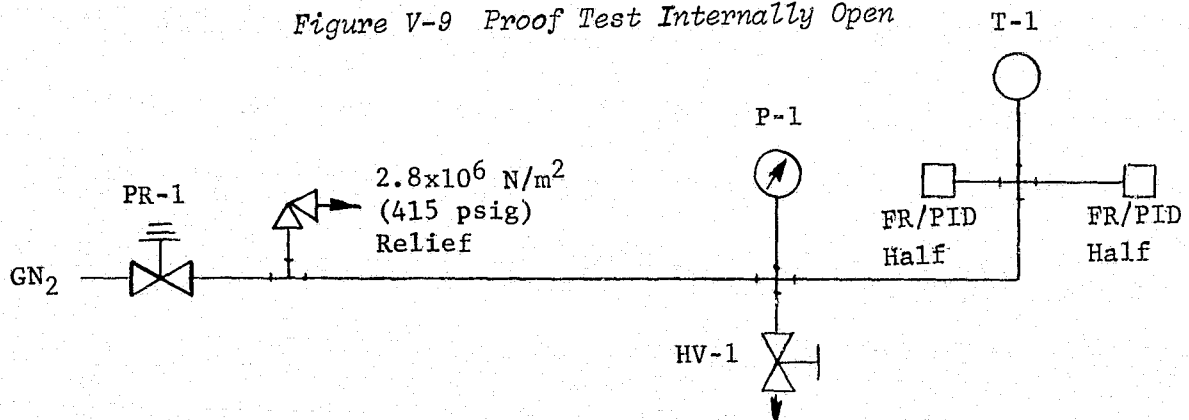 Figure V-9 Proof Test Internally Open
T-1
P-1
PR-1
2.8x10⁶ N/m²
(415 psig)
Relief
FR/PID
Half
FR/PID
Half
GN₂
HV-1